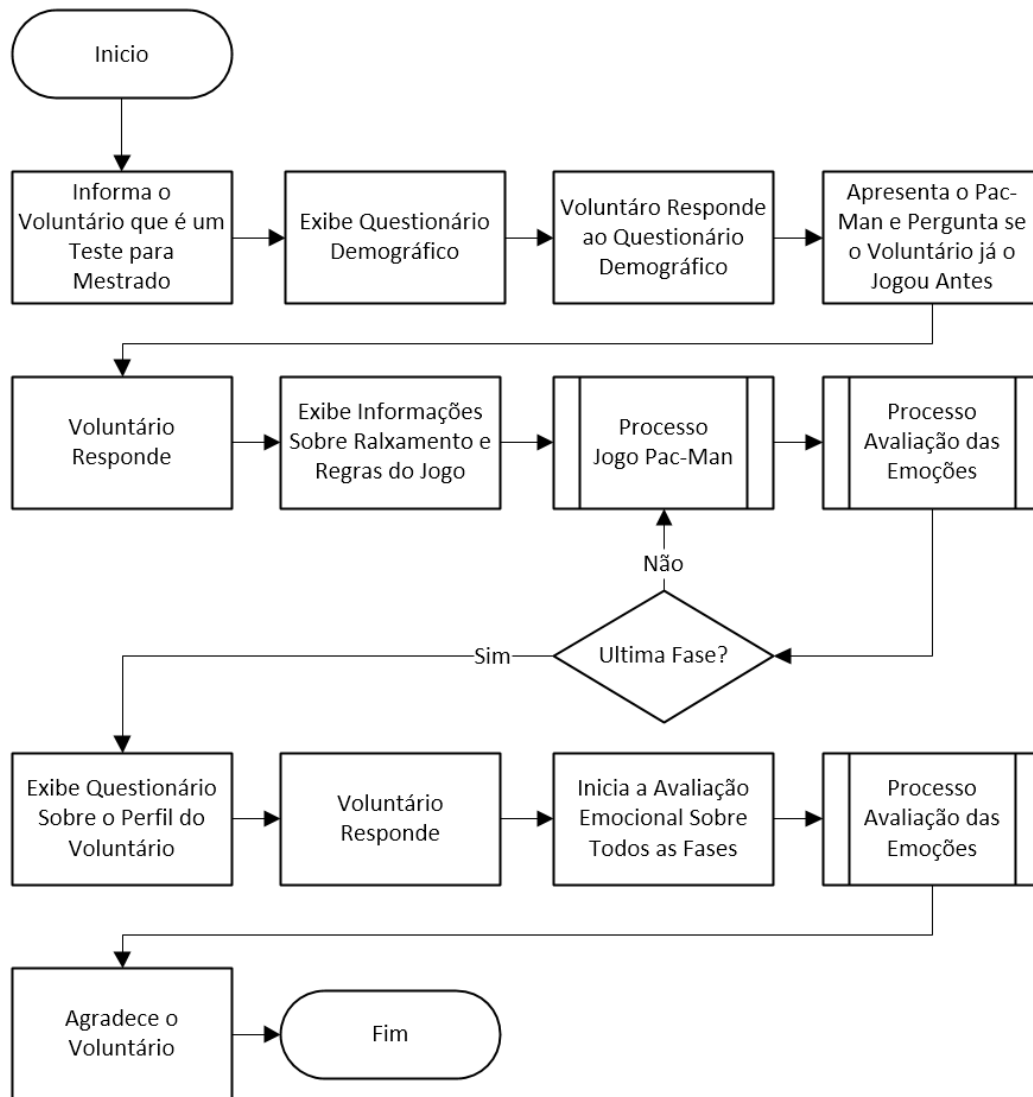 Inicio
Informa o
Voluntário que é um
Teste para
Mestrado
Exibe Questionário
Demográfico
Voluntáro Responde
ao Questionário
Demográfico
Apresenta o Pac-
Man e Pergunta se
o Voluntário já o
Jogou Antes
Voluntário
Responde
Exibe Informações
Sobre Ralxamento e
Regras do Jogo
Processo
Jogo Pac-Man
Processo
Avaliação das
Emoções
Não
Ultima Fase?
Sim
Exibe Questionário
Sobre o Perfil do
Voluntário
Voluntário
Responde
Inicia a Avaliação
Emocional Sobre
Todos as Fases
Processo
Avaliação das
Emoções
Agradece o
Voluntário
Fim